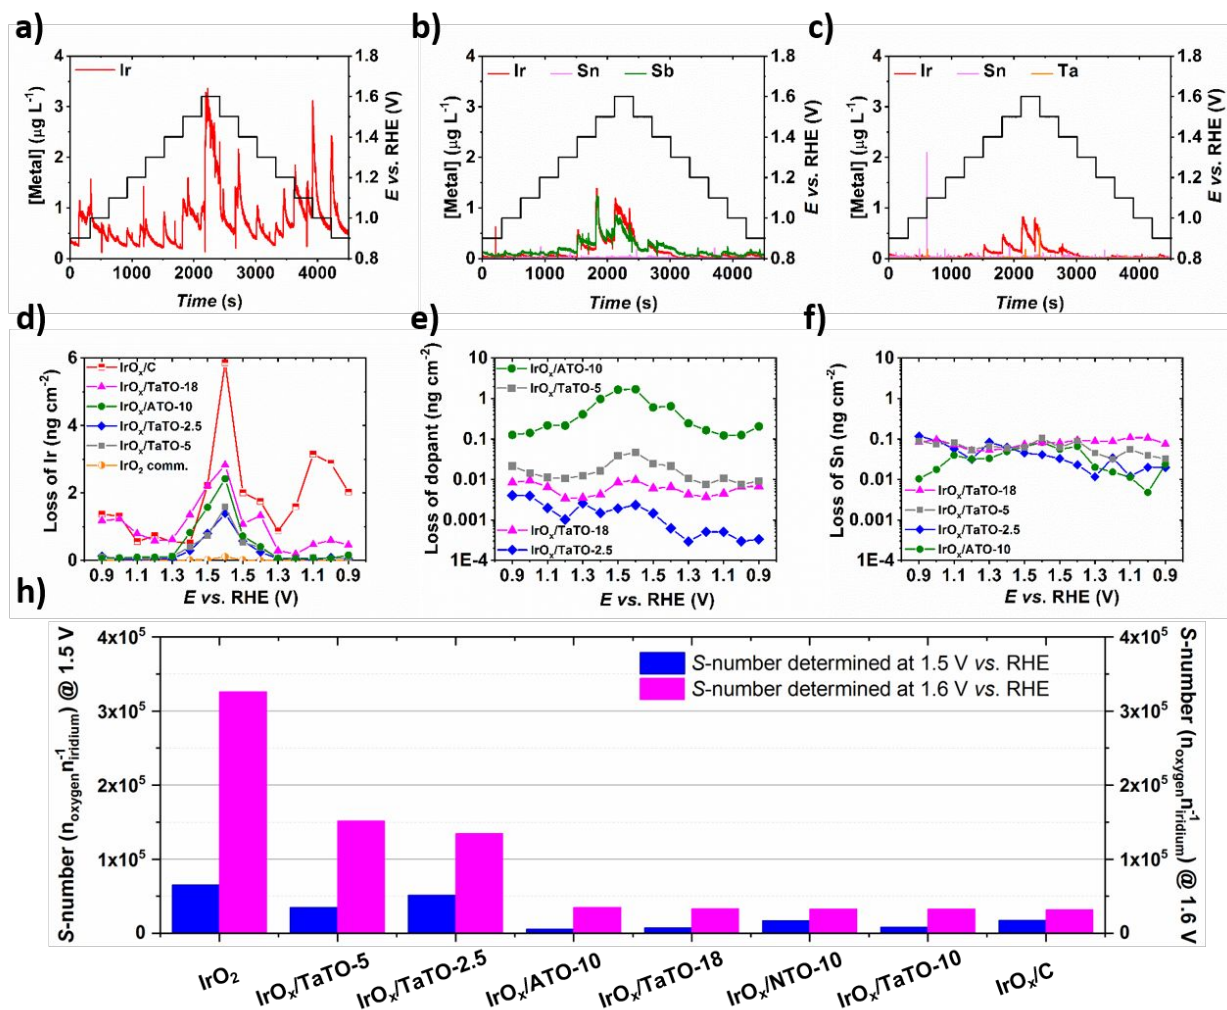 a)
b)
c)
Ir
Ir Sn Sb
Ir Sn Ta
[Metal] (µg L⁻¹)
0 1 2 3 4
0.8 1.0 1.2 1.4 1.6 1.8
E vs. RHE (V)
0 1000 2000 3000 4000
Time (s)
[Metal] (µg L⁻¹)
0 1 2 3 4
0.8 1.0 1.2 1.4 1.6 1.8
E vs. RHE (V)
0 1000 2000 3000 4000
Time (s)
[Metal] (µg L⁻¹)
0 1 2 3 4
0.8 1.0 1.2 1.4 1.6 1.8
E vs. RHE (V)
0 1000 2000 3000 4000
Time (s)
d)
Loss of Ir (ng cm⁻²)
0 2 4 6
IrOₓ/C
IrOₓ/TaTO-18
IrOₓ/ATO-10
IrOₓ/TaTO-2.5
IrOₓ/TaTO-5
IrO₂ comm.
0.9 1.1 1.3 1.5 1.5 1.3 1.1 0.9
E vs. RHE (V)
e)
Loss of dopant (ng cm⁻²)
10
1
0.1
0.01
0.001
1E-4
IrOₓ/ATO-10
IrOₓ/TaTO-5
IrOₓ/TaTO-18
IrOₓ/TaTO-2.5
0.9 1.1 1.3 1.5 1.5 1.3 1.1 0.9
E vs. RHE (V)
f)
Loss of Sn (ng cm⁻²)
10
1
0.1
0.01
0.001
1E-4
IrOₓ/TaTO-18
IrOₓ/TaTO-5
IrOₓ/TaTO-2.5
IrOₓ/ATO-10
0.9 1.1 1.3 1.5 1.5 1.3 1.1 0.9
E vs. RHE (V)
h)
S-number (n_oxygen n⁻¹_iridium) @ 1.5 V
4x10⁵
3x10⁵
2x10⁵
1x10⁵
0
S-number determined at 1.5 V vs. RHE
S-number determined at 1.6 V vs. RHE
4x10⁵
3x10⁵
2x10⁵
1x10⁵
0
S-number (n_oxygen n⁻¹_iridium) @ 1.6 V
IrO₂
IrOₓ/TaTO-5
IrOₓ/TaTO-2.5
IrOₓ/ATO-10
IrOₓ/TaTO-18
IrOₓ/NTO-10
IrOₓ/TaTO-10
IrOₓ/C